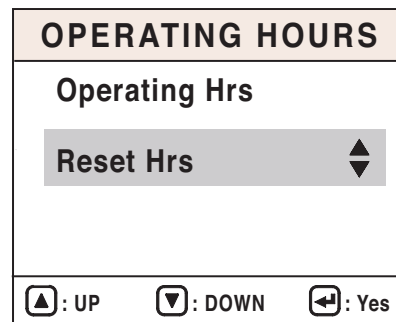 OPERATING HOURS
Operating Hrs
Reset Hrs
: UP : DOWN : Yes